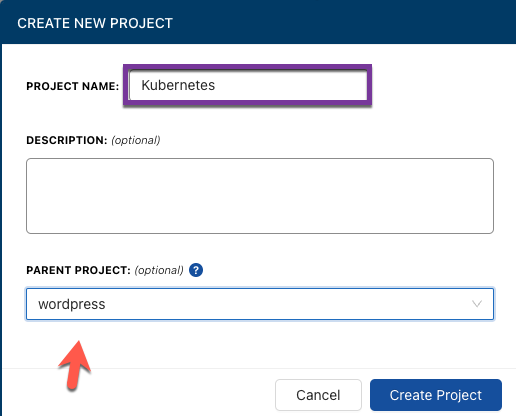 CREATE NEW PROJECT
PROJECT NAME: Kubernetes
DESCRIPTION: (optional)
PARENT PROJECT: (optional) ?
wordpress
Cancel Create Project